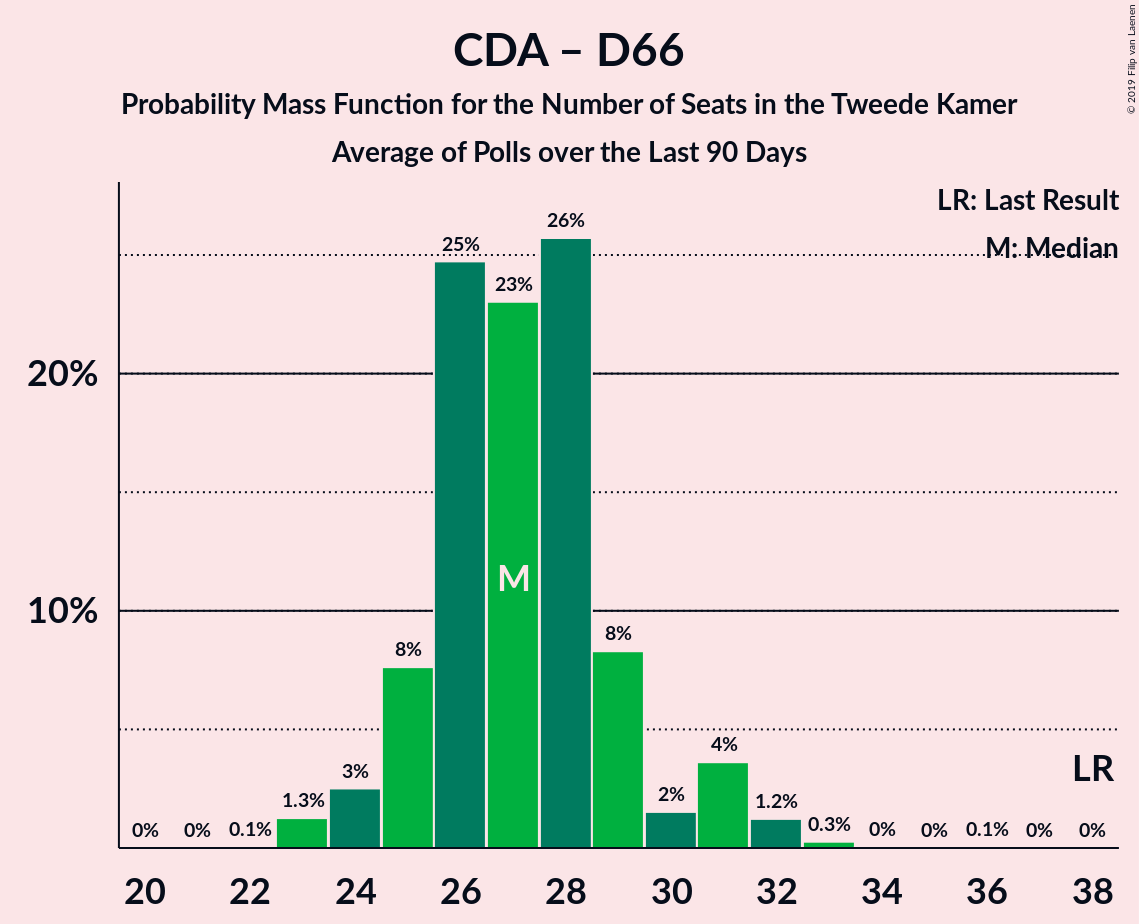 CDA – D66
Probability Mass Function for the Number of Seats in the Tweede Kamer
Average of Polls over the Last 90 Days
© 2019 Filip van Laenen
LR: Last Result
M: Median
20%
10%
0%
0%
0.1%
1.3%
3%
8%
25%
23%
26%
8%
2%
4%
1.2%
0.3%
0%
0%
0.1%
0%
0%
M
LR
20 22 24 26 28 30 32 34 36 38